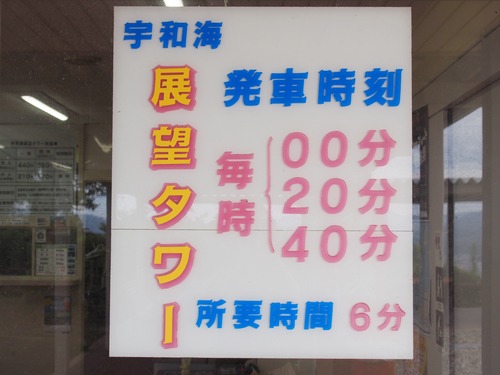 宇和海
展望タワー
発車時刻
毎時
00分
20分
40分
所要時間 6分